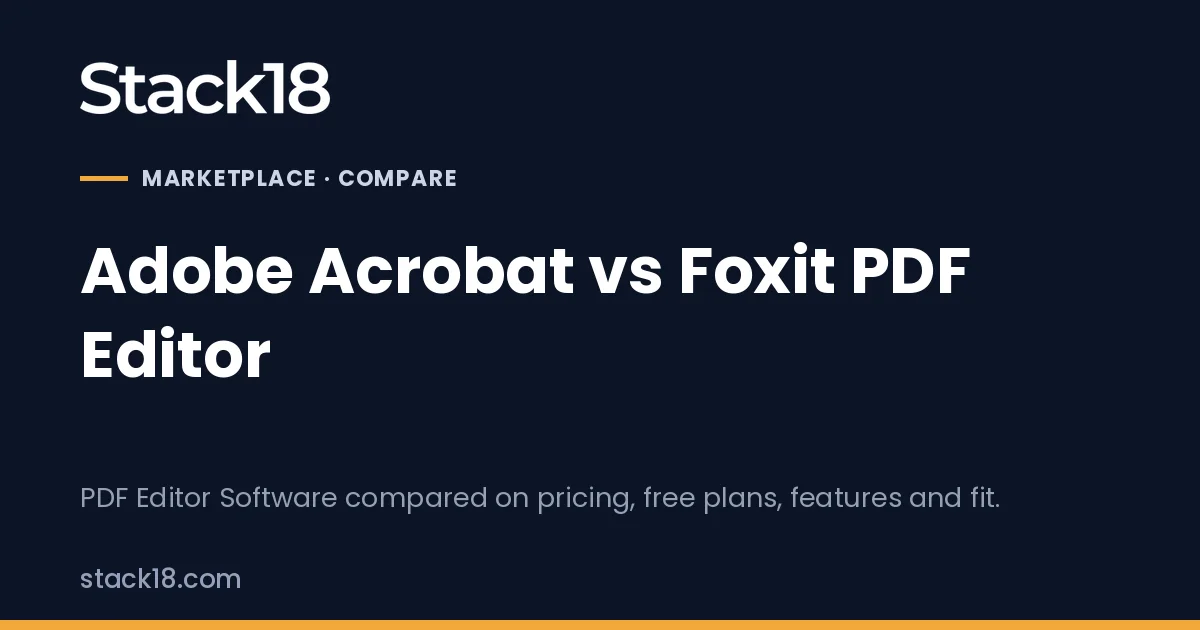 Stack18
MARKETPLACE · COMPARE
Adobe Acrobat vs Foxit PDF
Editor
PDF Editor Software compared on pricing, free plans, features and fit.
stack18.com